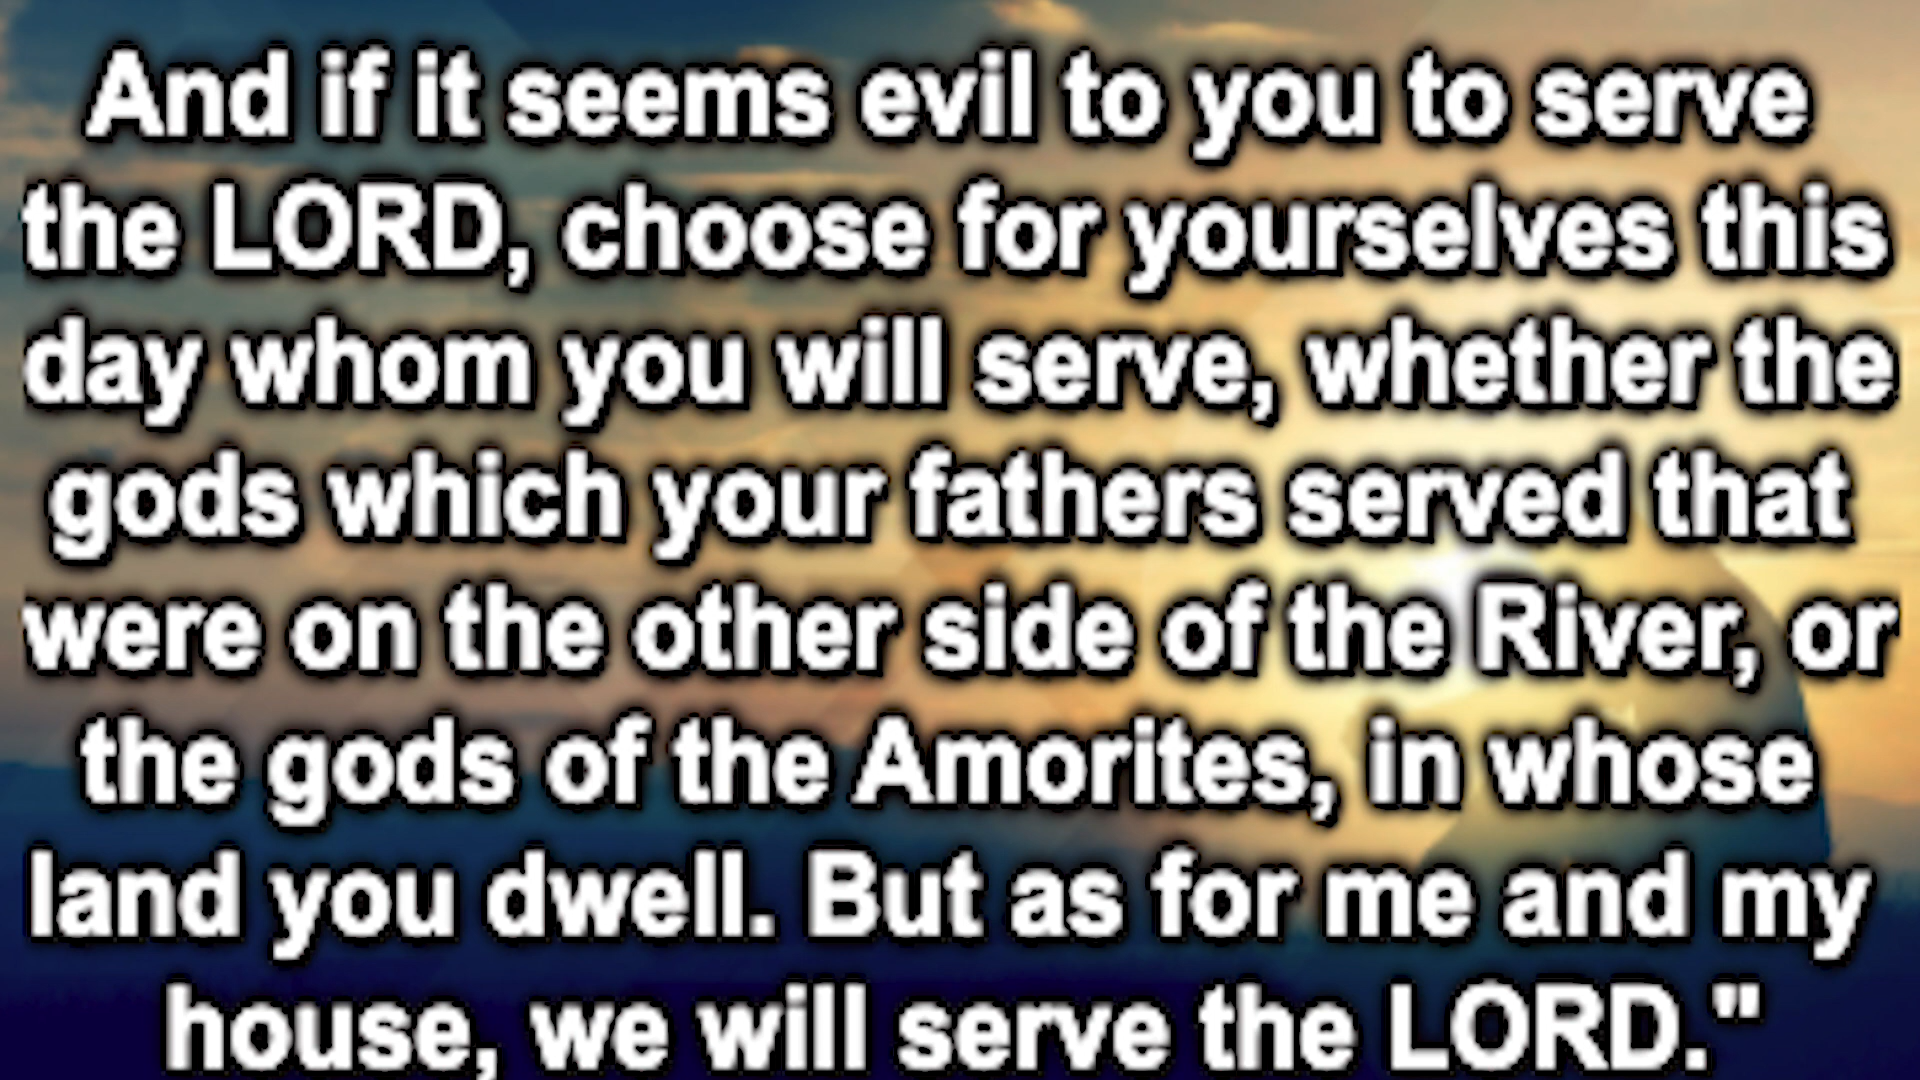 And if it seems evil to you to serve
the LORD, choose for yourselves this
day whom you will serve, whether the
gods which your fathers served that
were on the other side of the River, or
the gods of the Amorites, in whose
land you dwell. But as for me and my
house, we will serve the LORD."